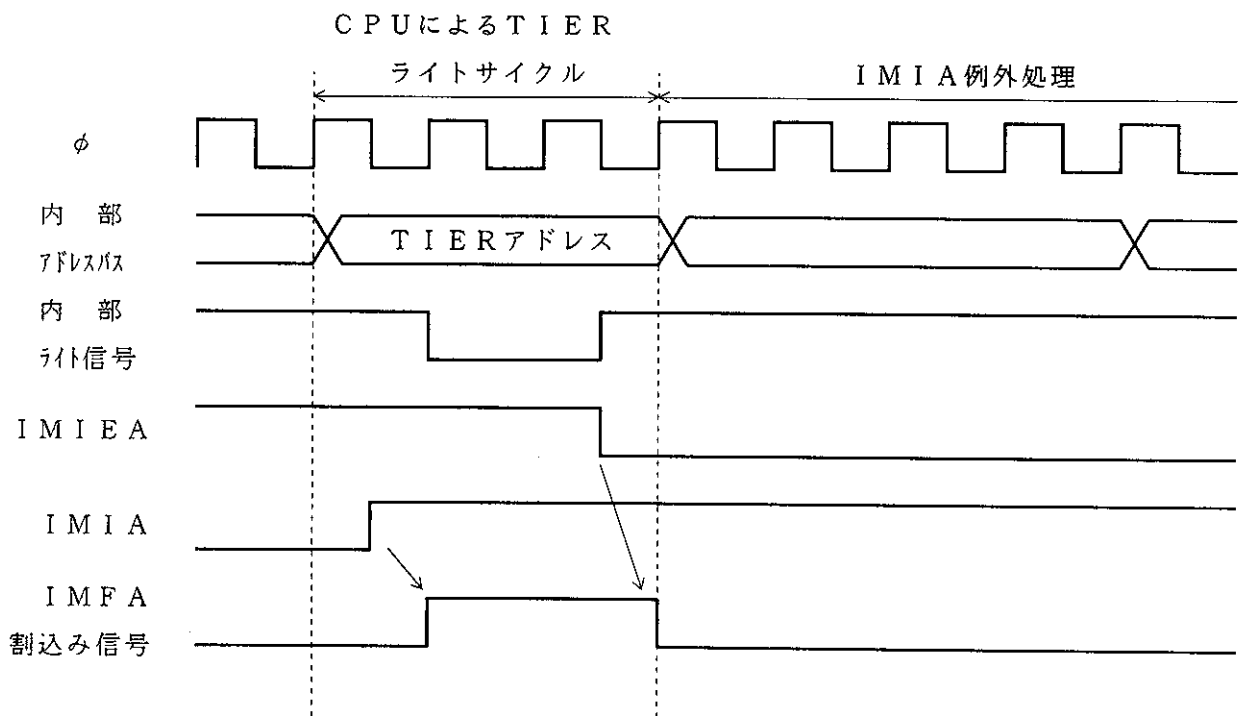 CPUによるTIER
ライトサイクル
IMIA例外処理
φ
内 部
アドレスバス
TIERアドレス
内 部
ライト信号
IMIEA
IMIA
IMFA
割込み信号